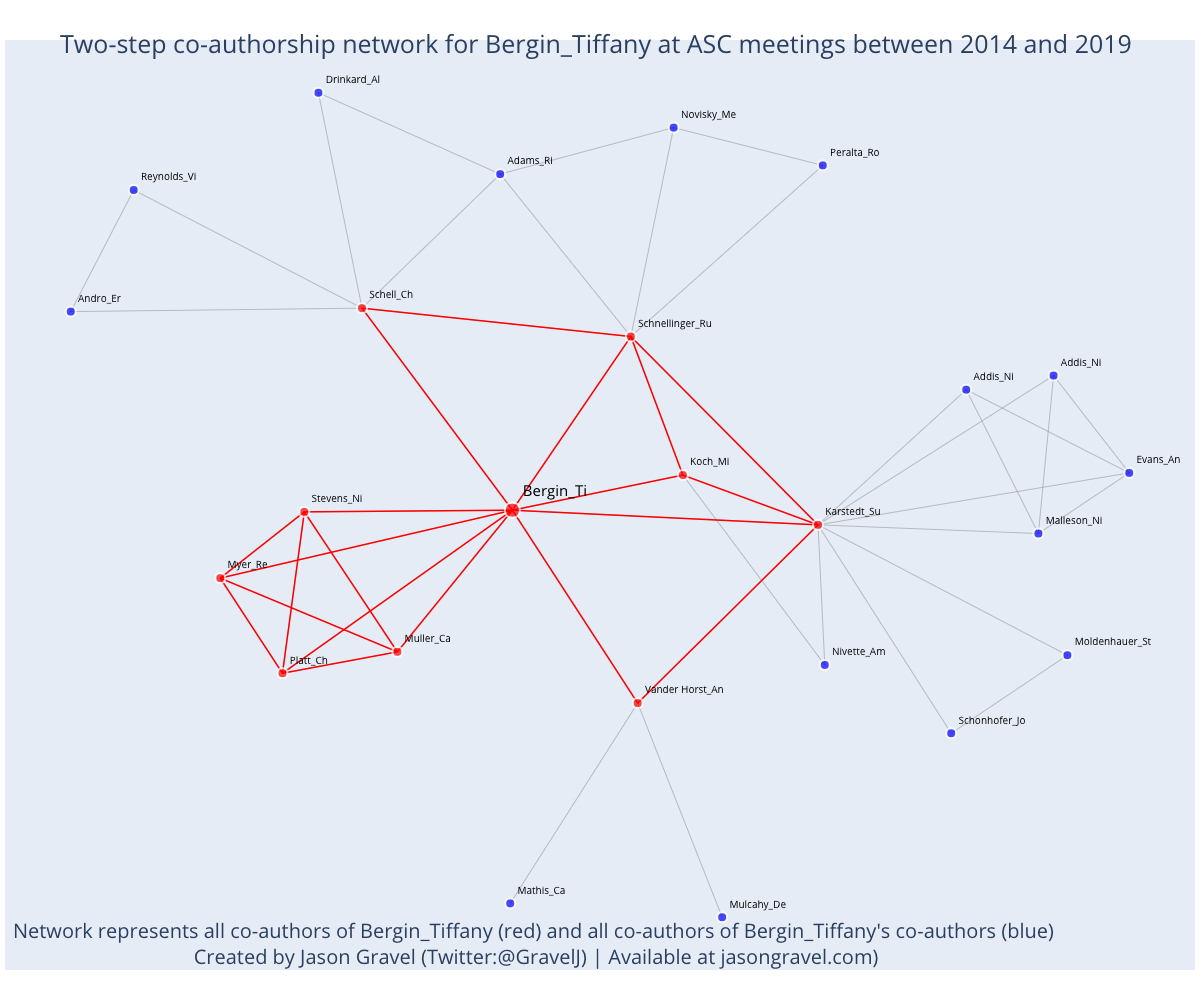 Two-step co-authorship network for Bergin_Tiffany at ASC meetings between 2014 and 2019
Drinkard_Al
Novisky_Me
Peralta_Ro
Adams_Ri
Reynolds_Vi
Andro_Er
Schell_Ch
Schnellinger_Ru
Addis_Ni
Addis_Ni
Evans_An
Koch_Mi
Bergin_Ti
Stevens_Ni
Karstedt_Su
Malleson_Ni
Myer_Re
Muller_Ca
Platt_Ch
Moldenhauer_St
Nivette_Am
Vander Horst_An
Schonhofer_Jo
Mathis_Ca
Mulcahy_De
Network represents all co-authors of Bergin_Tiffany (red) and all co-authors of Bergin_Tiffany's co-authors (blue)
Created by Jason Gravel (Twitter:@GravelJ) | Available at jasongravel.com)